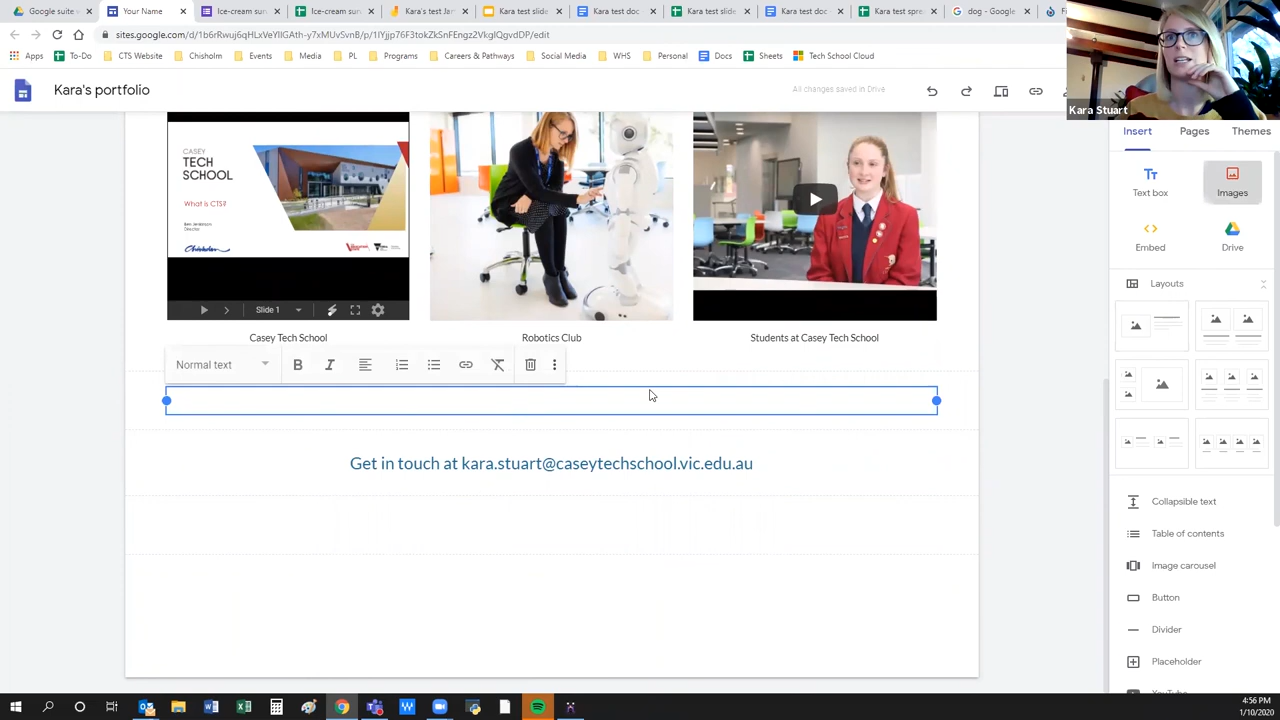 Google suite
Your Name
Ice-cream sun
Ice-cream sun
Kara's test Jar
Kara test slide
Kara test doc
Kara test slide
Kara test doc
Kara test spre
dog - Google
sites.google.com
edit
Apps
To-Do
CTS Website
Chisholm
Events
Media
PL
Programs
Careers & Pathways
Social Media
WHS
Personal
Docs
Sheets
Tech School Cloud
Kara's portfolio
All changes saved in Drive
Kara Stuart
Insert
Pages
Themes
Text box
Images
Embed
Drive
Layouts
CASEY
TECH
SCHOOL
What is CTS?
Director
Chisholm
Slide 1
Casey Tech School
Robotics Club
Students at Casey Tech School
Normal text
Get in touch at kara.stuart@caseytechschool.vic.edu.au
Collapsible text
Table of contents
Image carousel
Button
Divider
Placeholder
YouTube
4:56 PM
1/10/2020